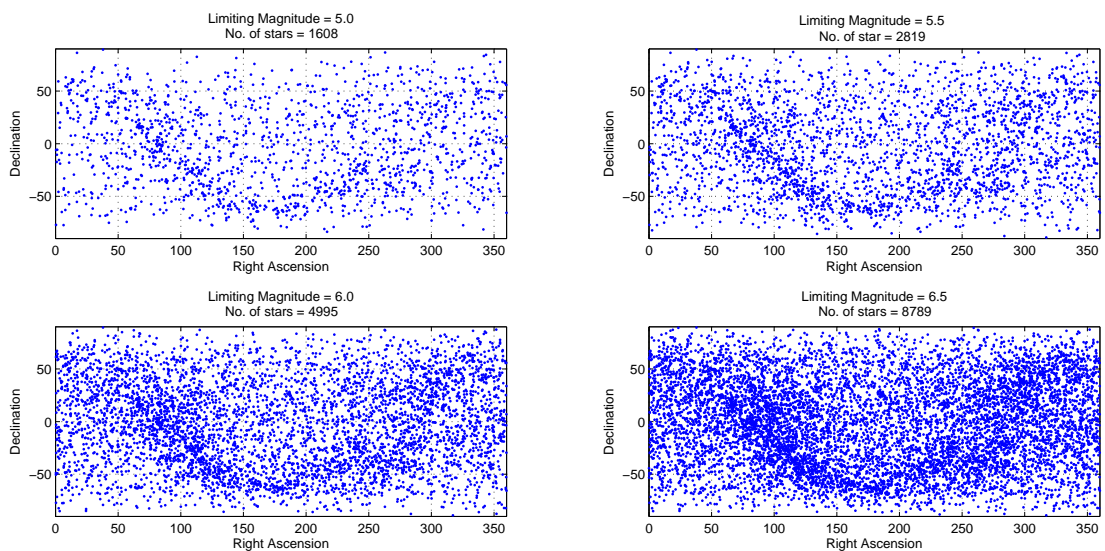 Limiting Magnitude = 5.0
No. of stars = 1608
50
0
−50
Declination
0 50 100 150 200 250 300 350
Right Ascension
Limiting Magnitude = 5.5
No. of star = 2819
50
0
−50
Declination
0 50 100 150 200 250 300 350
Right Ascension
Limiting Magnitude = 6.0
No. of stars = 4995
50
0
−50
Declination
0 50 100 150 200 250 300 350
Right Ascension
Limiting Magnitude = 6.5
No. of stars = 8789
50
0
−50
Declination
0 50 100 150 200 250 300 350
Right Ascension